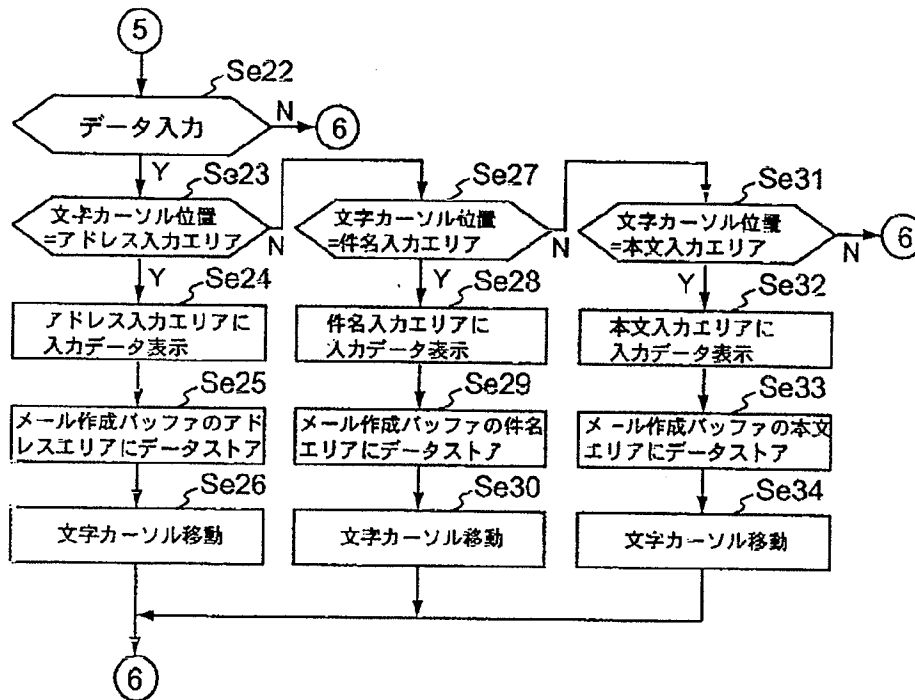 5
Se22
データ入力
N
6
Y
Se23
文字カーソル位置
=アドレス入力エリア
N
Se27
文字カーソル位置
=件名入力エリア
N
Se31
文字カーソル位置
=本文入力エリア
N
6
Y
Se24
アドレス入力エリアに
入力データ表示
Y
Se28
件名入力エリアに
入力データ表示
Y
Se32
本文入力エリアに
入力データ表示
Se25
メール作成バッファのアド
レスエリアにデータストア
Se29
メール作成バッファの件名
エリアにデータストア
Se33
メール作成バッファの本文
エリアにデータストア
Se26
文字カーソル移動
Se30
文字カーソル移動
Se34
文字カーソル移動
6